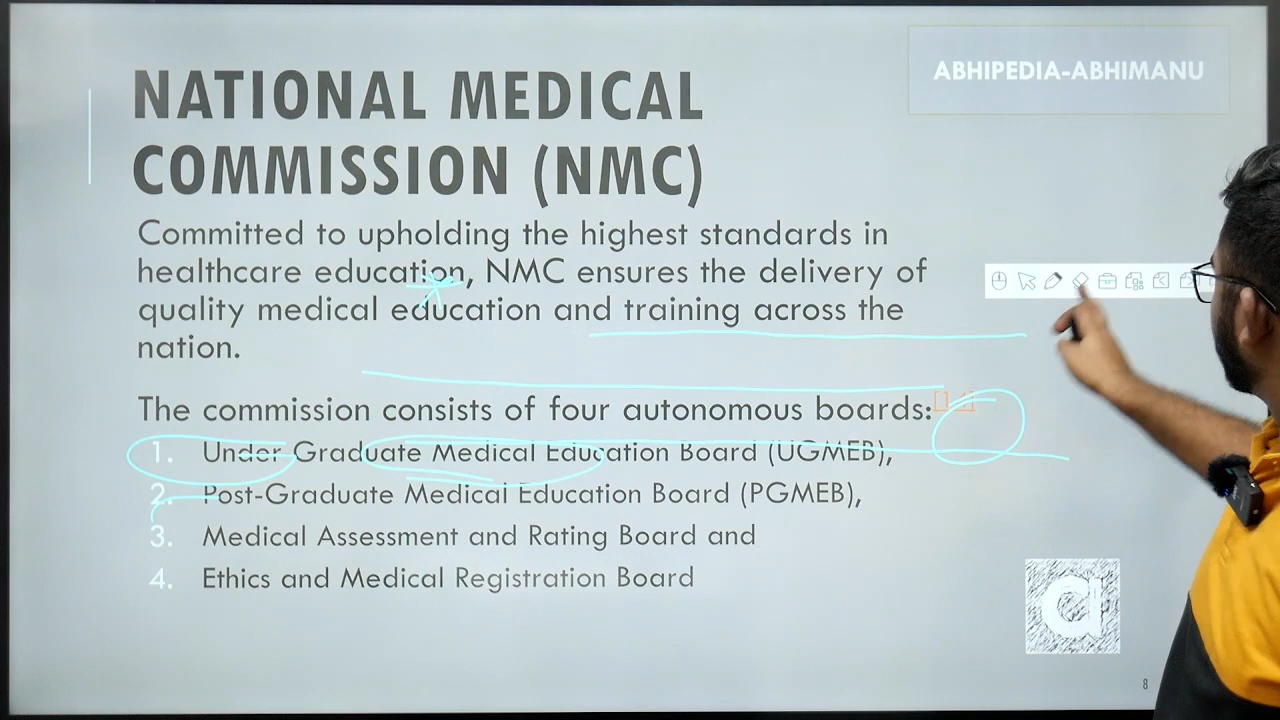 ABHIPEDIA-ABHIMANU
NATIONAL MEDICAL
COMMISSION (NMC)
Committed to upholding the highest standards in
healthcare education, NMC ensures the delivery of
quality medical education and training across the
nation.
The commission consists of four autonomous boards:
1. Under Graduate Medical Education Board (UGMEB),
2. Post-Graduate Medical Education Board (PGMEB),
3. Medical Assessment and Rating Board and
4. Ethics and Medical Registration Board
a
8